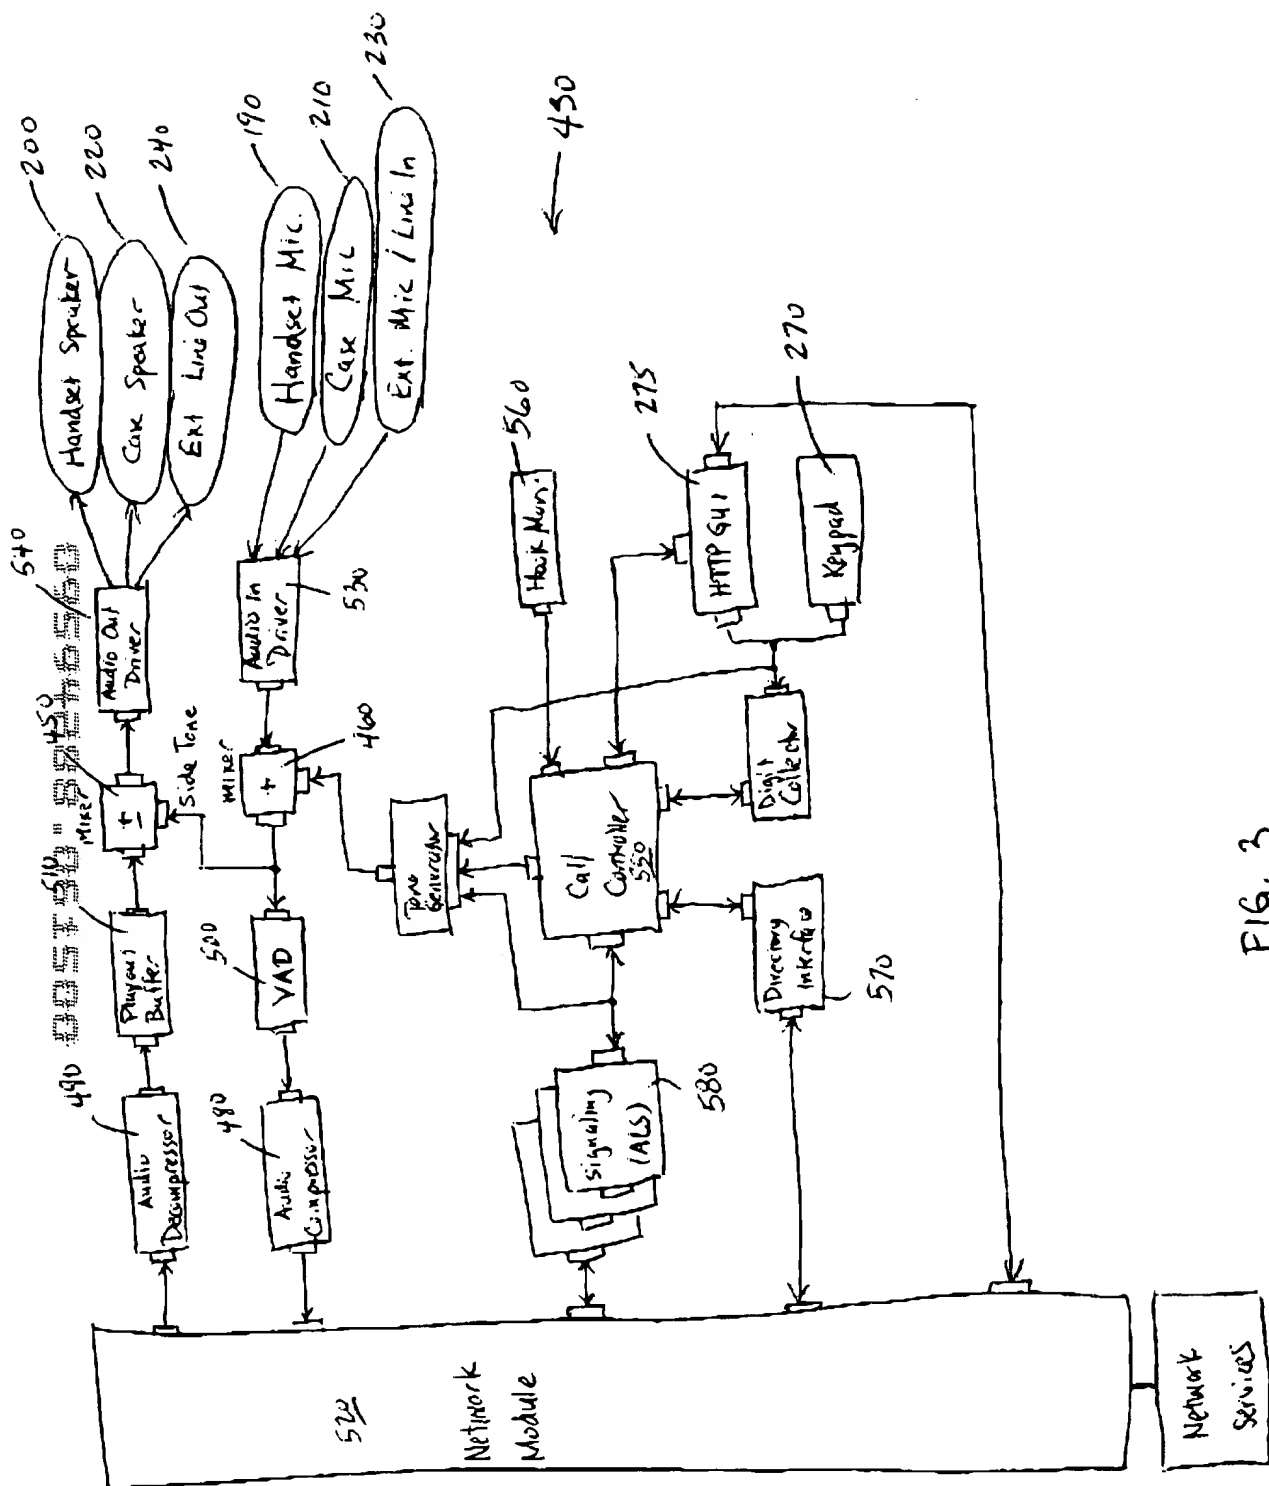 200
Handset Speaker
220
Case Speaker
240
Ext Line Out
190
Handset Mic.
210
Case Mic
230
Ext. Mic / Line In
430
540
Audio Out
Driver
530
Audio In
Driver
450
Mixer
+
Side Tone
Mixer
+
460
510
Playout
Buffer
500
VAD
490
Audio
Decompressor
480
Audio
Compressor
Tone
Generator
560
275
HTTP GUI
270
Keypad
Call
Controller
550
Digit
Collector
Directory
Interface
570
Signaling
(ALS)
580
520
Network
Module
Network
Services
FIG. 3